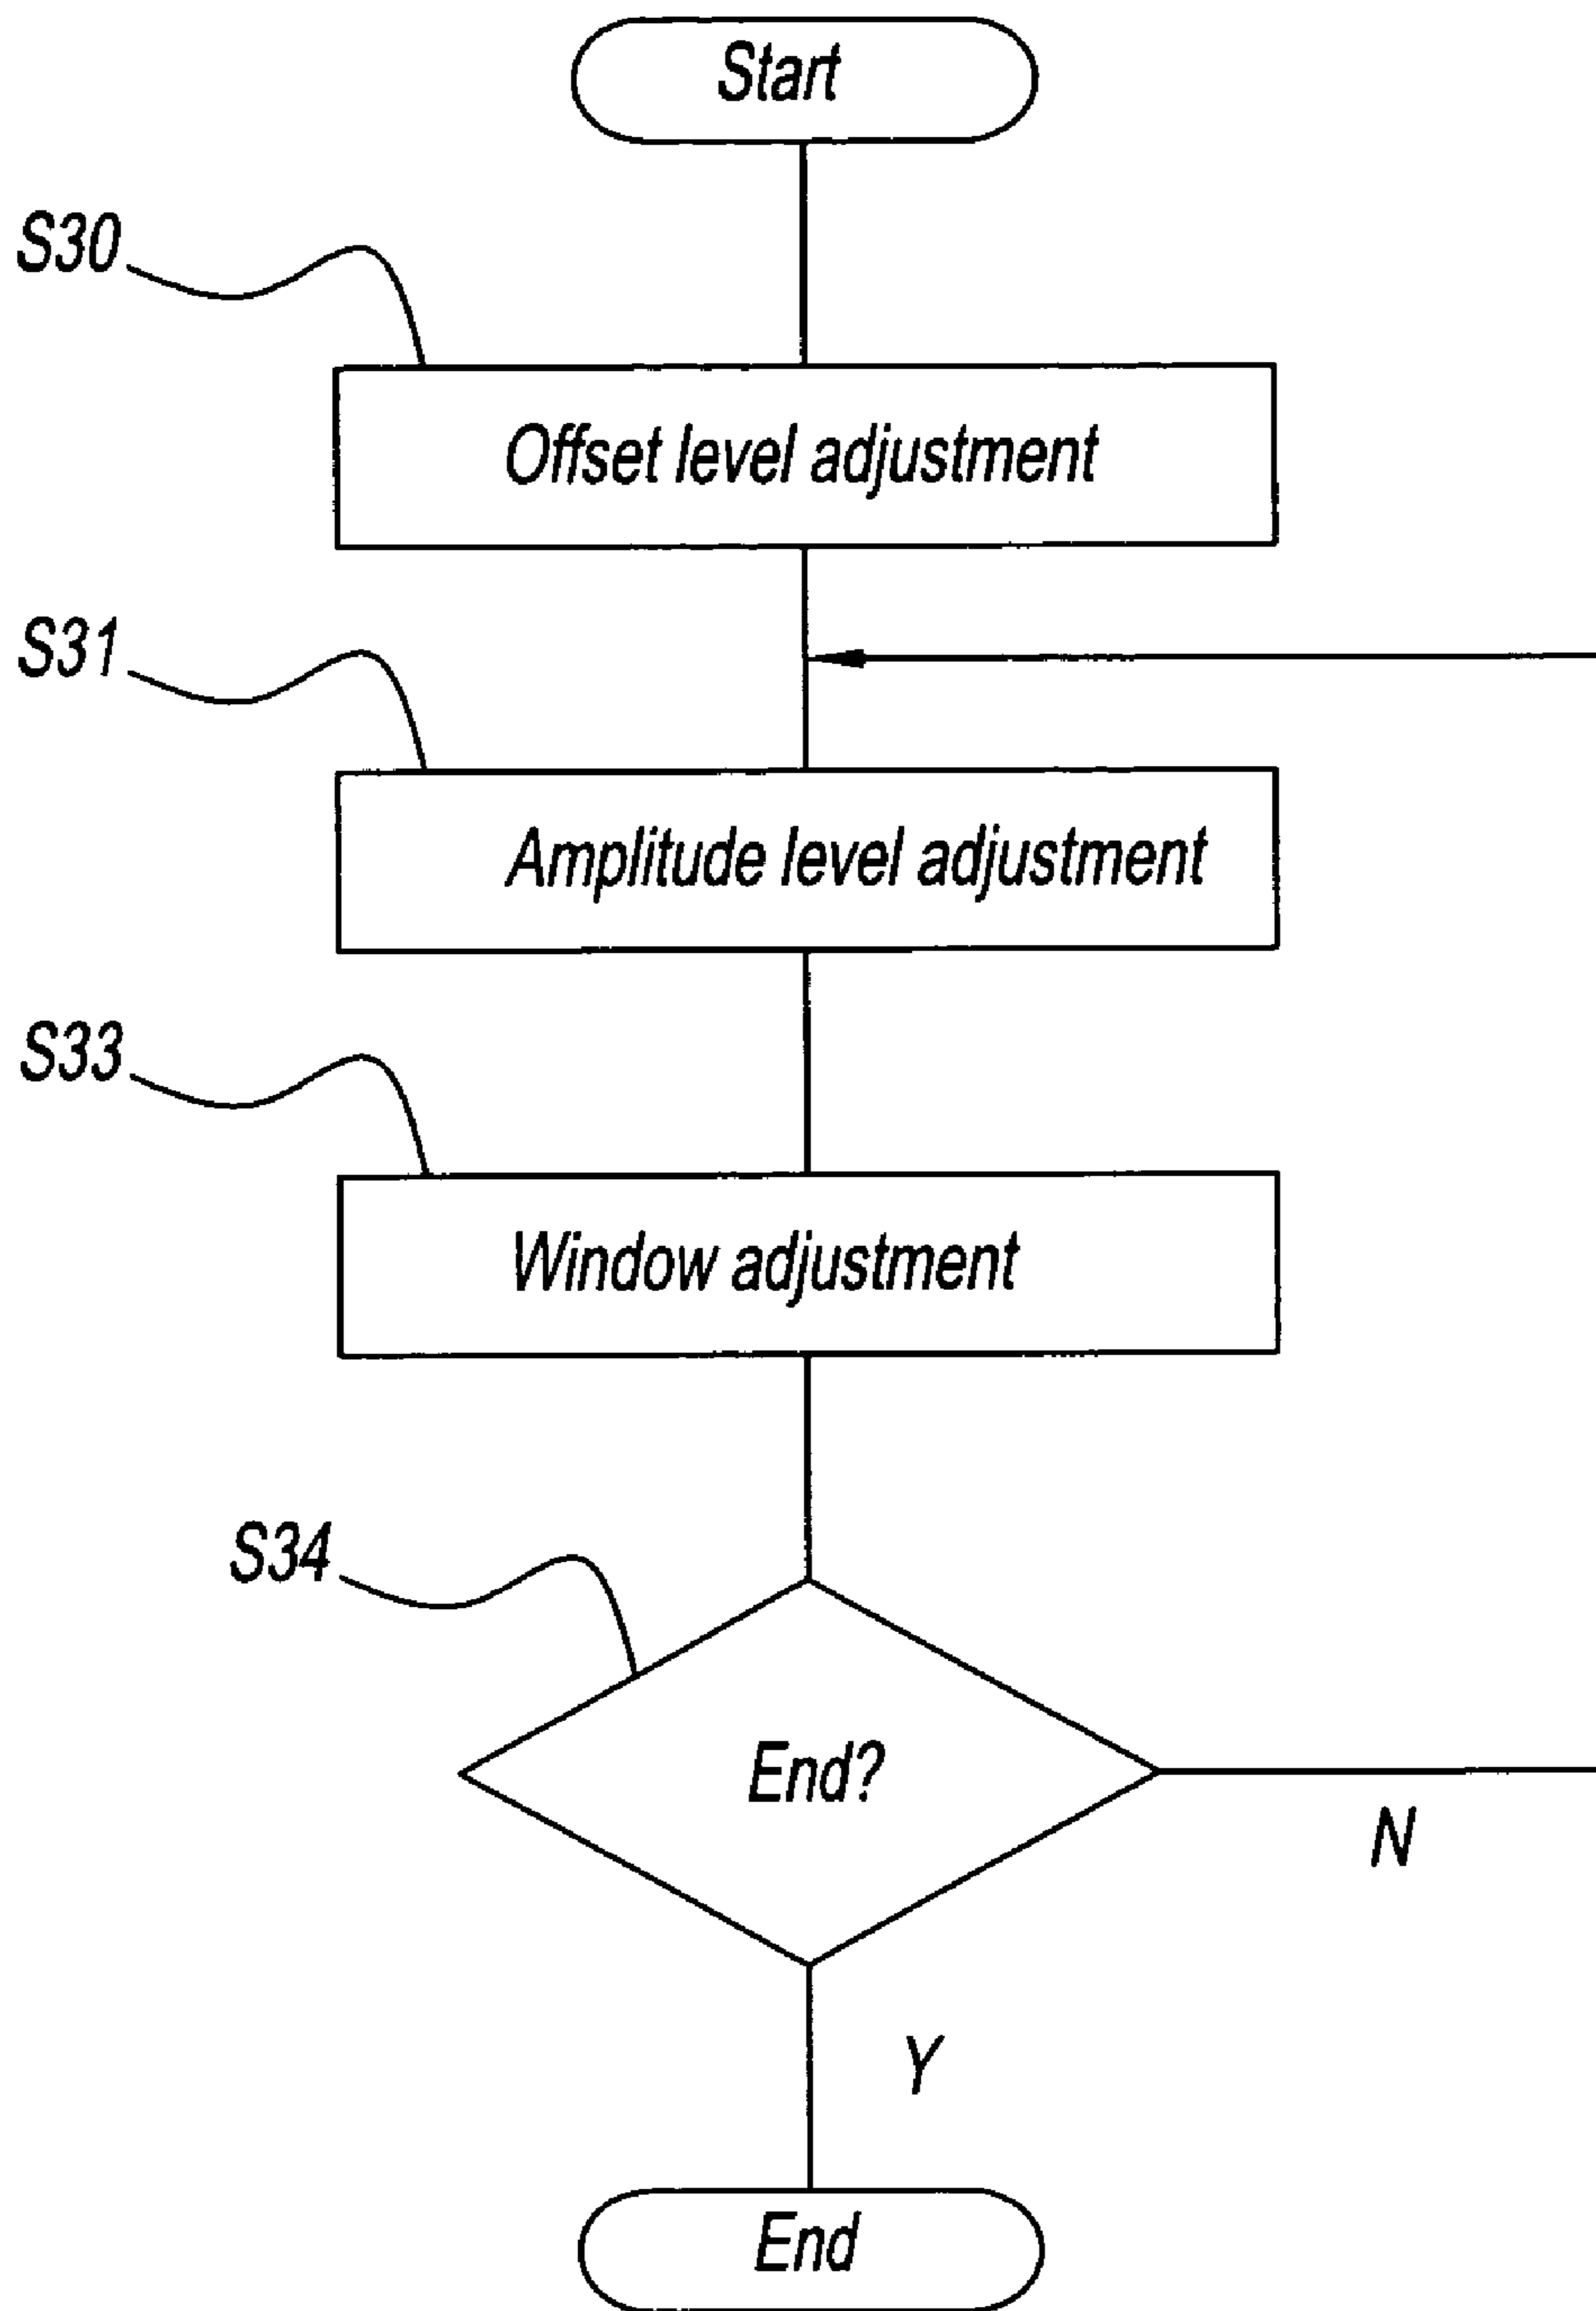 Start
S30
Offset level adjustment
S31
Amplitude level adjustment
S33
Window adjustment
S34
End?
N
Y
End